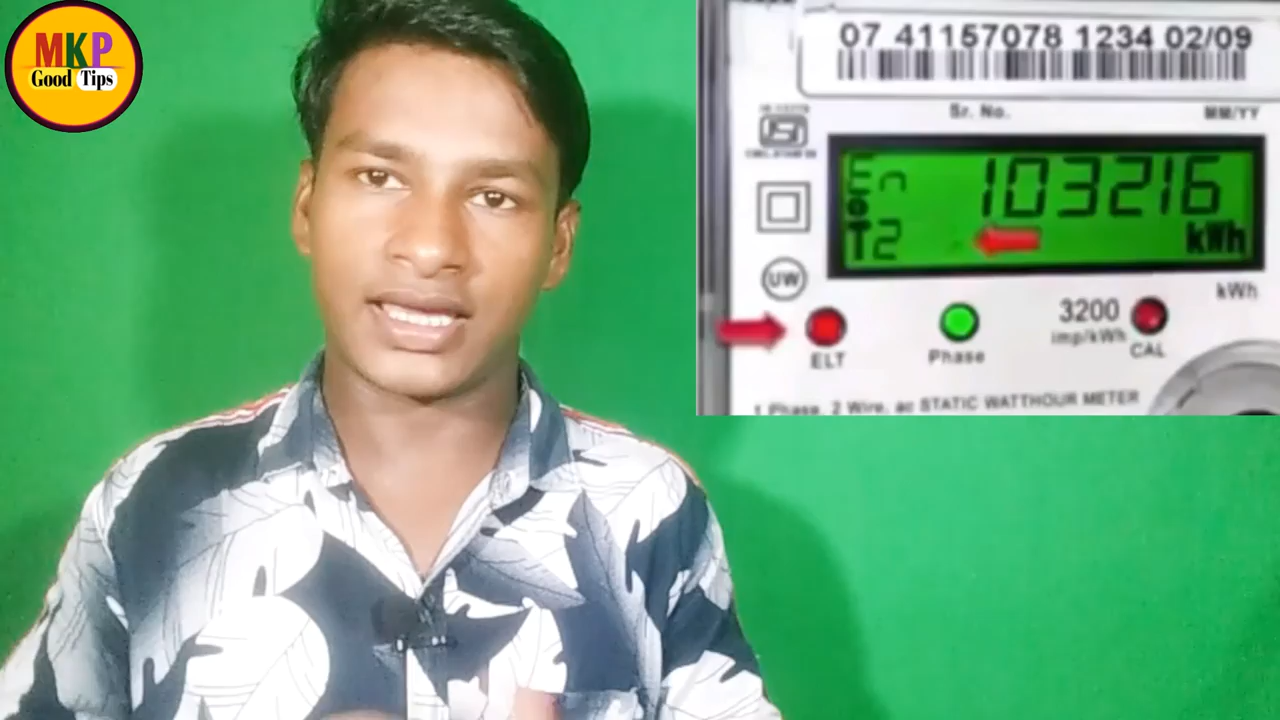 MKP
Good Tips
07 41157078 1234 02/09
Sr. No.
MM/YY
En 103216
T2
kWh
UW
kWh
3200
imp/kWh
ELT
Phase
CAL
1 Phase, 2 Wire, ac STATIC WATTHOUR METER